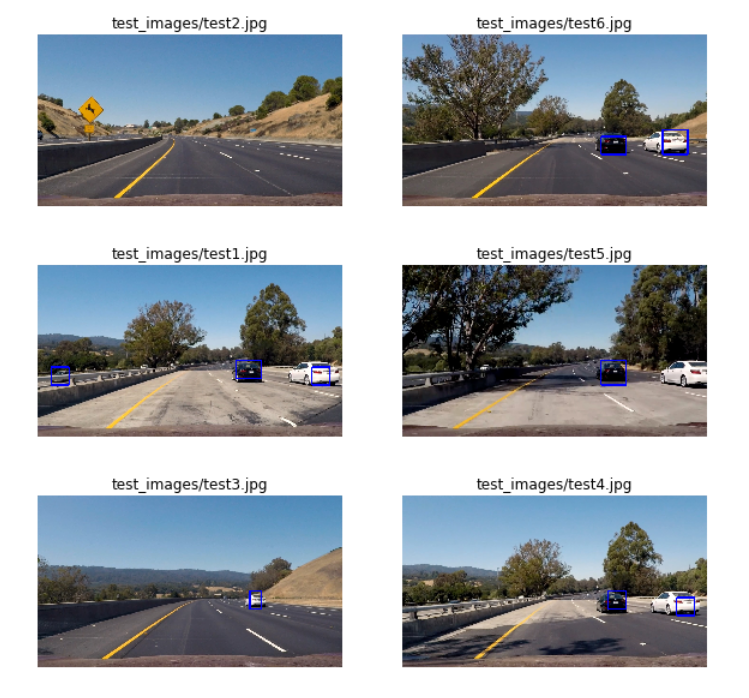 test_images/test2.jpg
test_images/test6.jpg
test_images/test1.jpg
test_images/test5.jpg
test_images/test3.jpg
test_images/test4.jpg